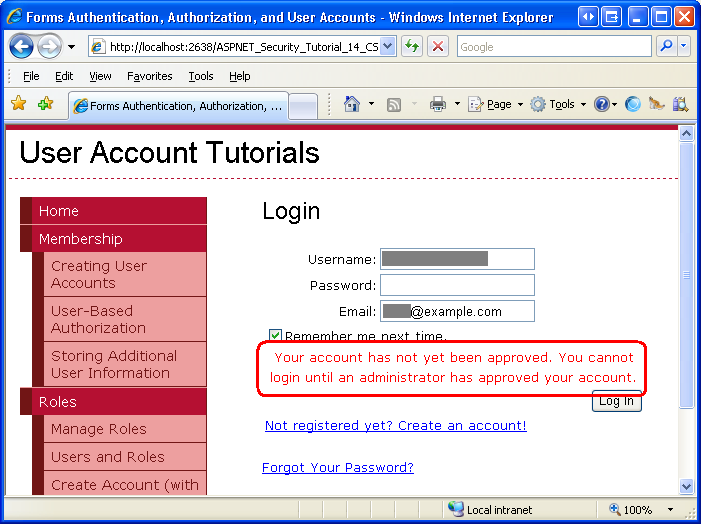 Forms Authentication, Authorization, and User Accounts - Windows Internet Explorer
http://localhost:2638/ASPNET_Security_Tutorial_14_CS
Google
File Edit View Favorites Tools Help
Forms Authentication, Authorization, ...
Page Tools
User Account Tutorials
Home
Membership
Creating User
Accounts
User-Based
Authorization
Storing Additional
User Information
Roles
Manage Roles
Users and Roles
Create Account (with
Login
Username:
Password:
Email: @example.com
Remember me next time.
Your account has not yet been approved. You cannot
login until an administrator has approved your account.
Log In
Not registered yet? Create an account!
Forgot Your Password?
Local intranet 100%